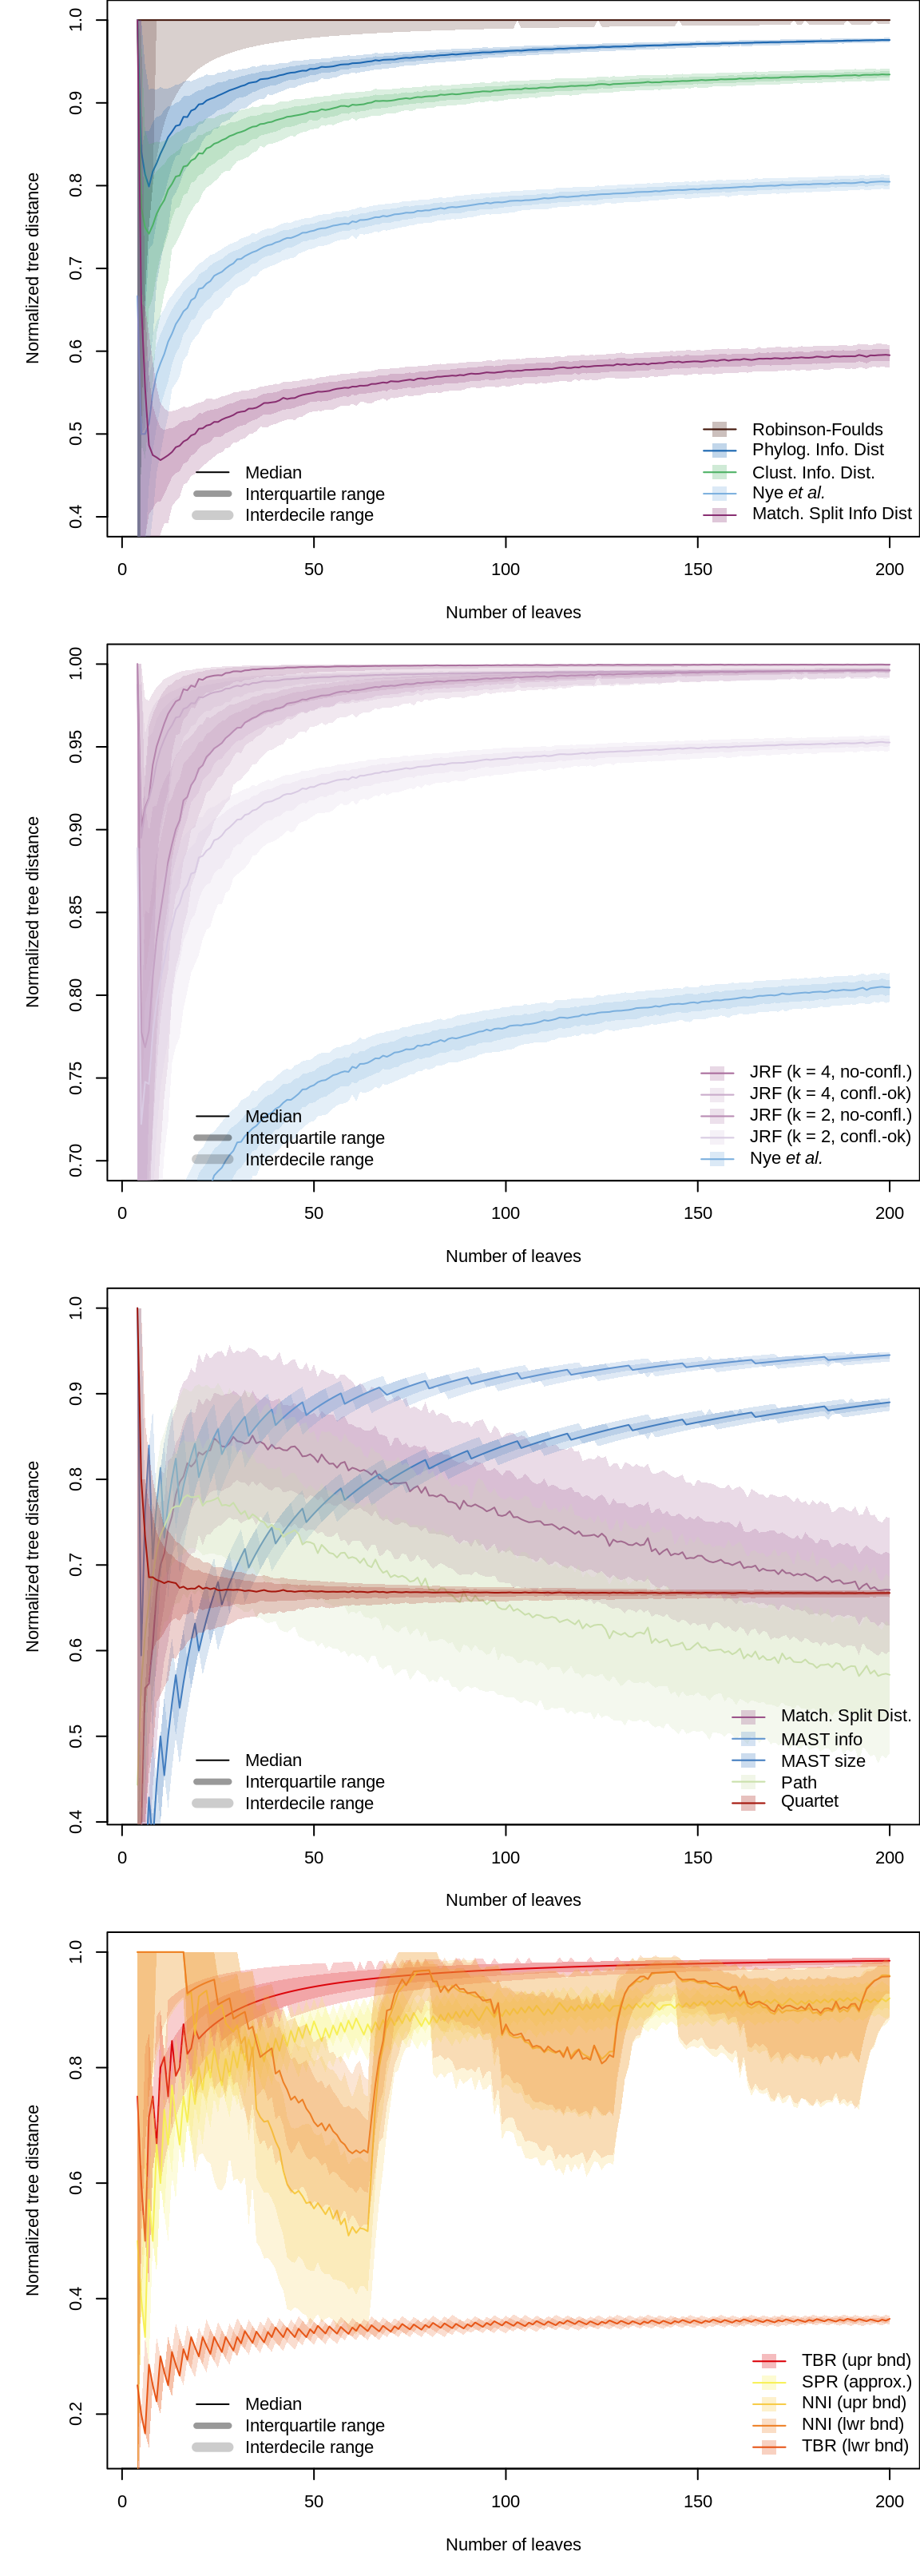 1.0
0.9
0.8
0.7
0.6
0.5
0.4
Normalized tree distance
Robinson-Foulds
Phylog. Info. Dist
Clust. Info. Dist.
Nye et al.
Match. Split Info Dist
Median
Interquartile range
Interdecile range
0 50 100 150 200
Number of leaves
1.00
0.95
0.90
0.85
0.80
0.75
0.70
Normalized tree distance
JRF (k = 4, no-confl.)
JRF (k = 4, confl.-ok)
JRF (k = 2, no-confl.)
JRF (k = 2, confl.-ok)
Nye et al.
Median
Interquartile range
Interdecile range
0 50 100 150 200
Number of leaves
1.0
0.9
0.8
0.7
0.6
0.5
0.4
Normalized tree distance
Match. Split Dist.
MAST info
MAST size
Path
Quartet
Median
Interquartile range
Interdecile range
0 50 100 150 200
Number of leaves
1.0
0.8
0.6
0.4
0.2
Normalized tree distance
TBR (upr bnd)
SPR (approx.)
NNI (upr bnd)
NNI (lwr bnd)
TBR (lwr bnd)
Median
Interquartile range
Interdecile range
0 50 100 150 200
Number of leaves